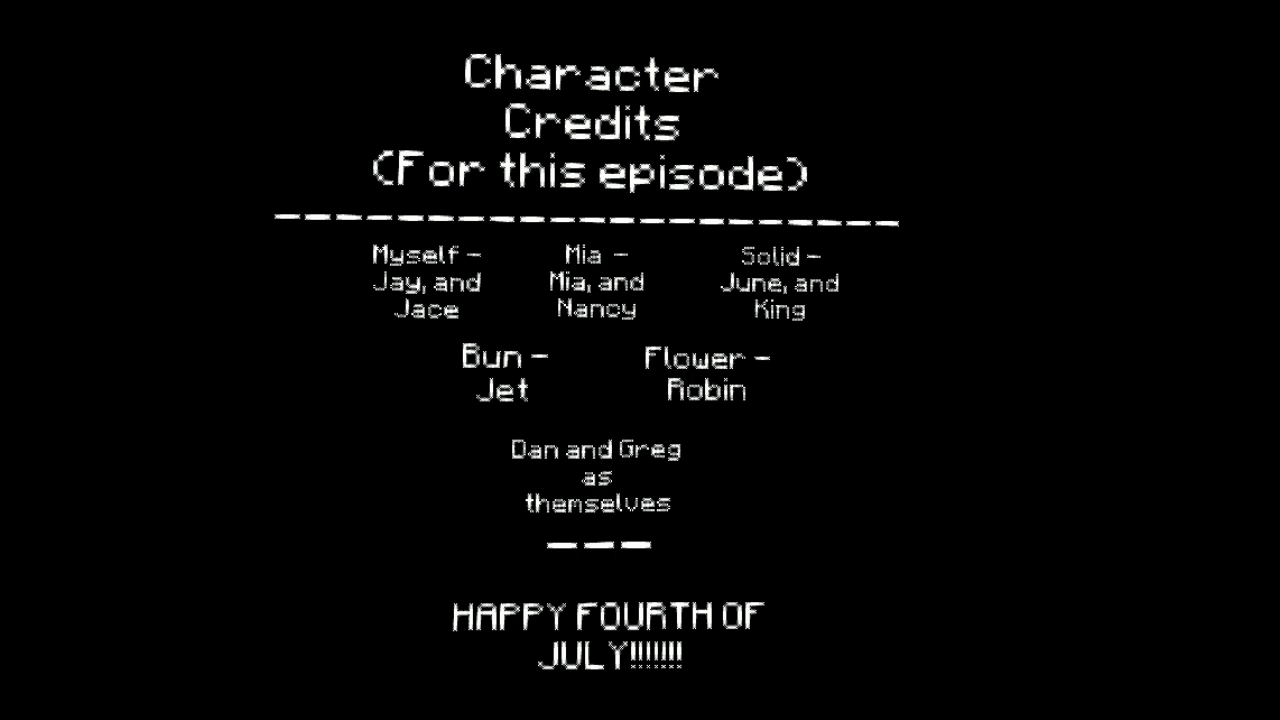 Character
Credits
(For this episode)
_ _ _ _ _ _ _ _ _ _ _ _ _ _ _ _ _ _ _ _ _
Myself -
Jay, and
Jace
Mia -
Mia, and
Nancy
Solid -
June, and
King
Bun -
Jet
Flower -
Robin
Dan and Greg
as
themselves
_ _ _
HAPPY FOURTH OF
JULY!!!!!!!